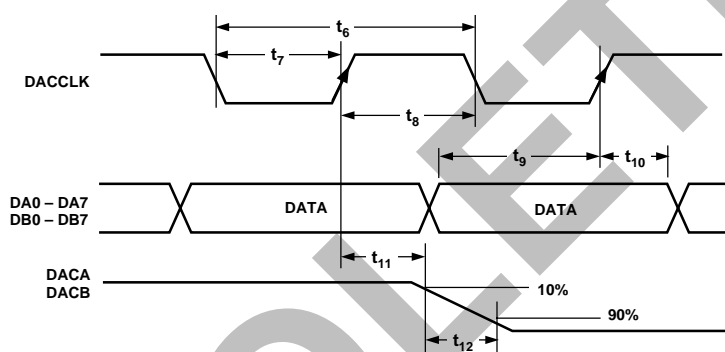 t6
t7
DACCLK
t8
t9
t10
DA0 – DA7
DB0 – DB7
DATA
DATA
t11
DACA
DACB
10%
90%
t12